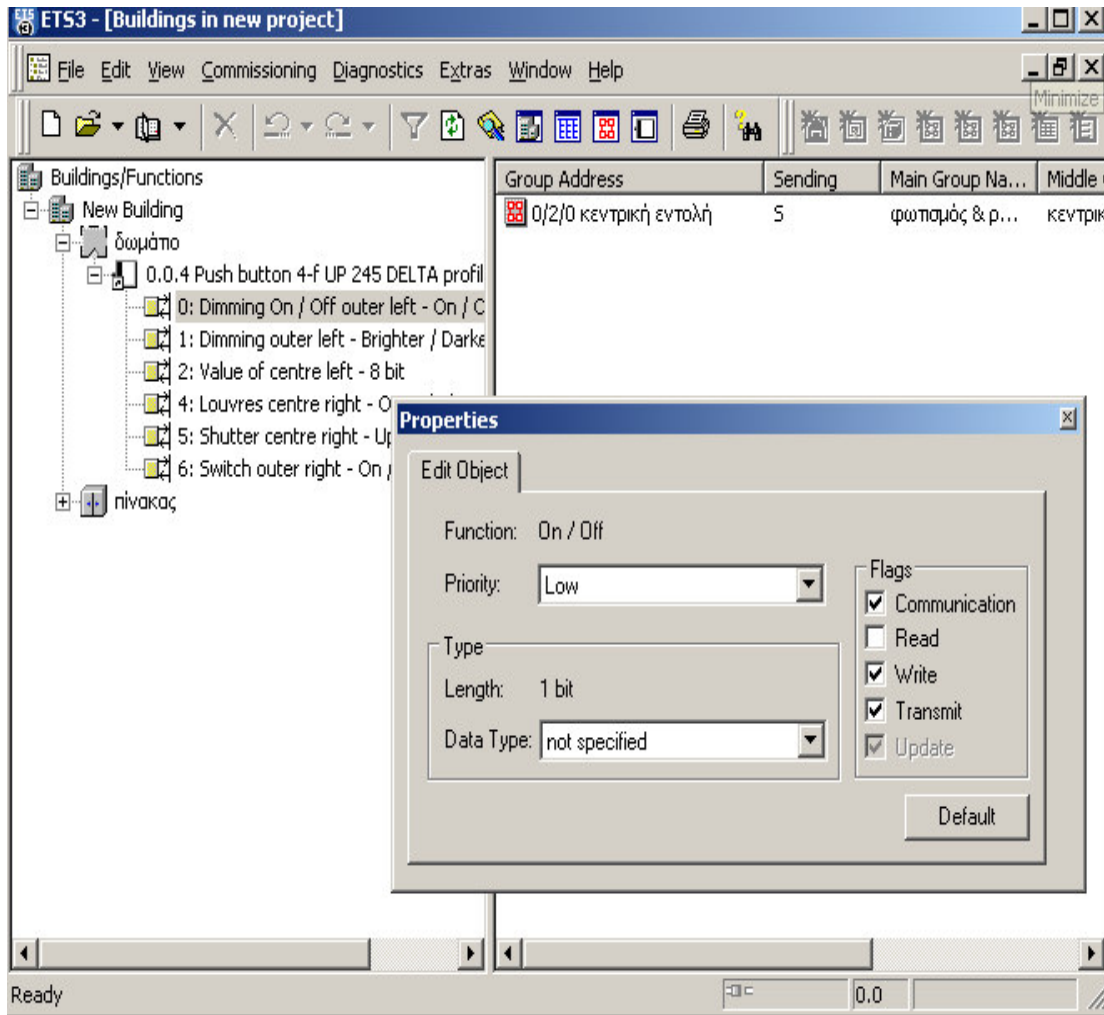 ETS3 - [Buildings in new project]
File Edit View Commissioning Diagnostics Extras Window Help
Minimize
Buildings/Functions
New Building
δωμάτιο
0.0.4 Push button 4-f UP 245 DELTA profil
0: Dimming On / Off outer left - On / O
1: Dimming outer left - Brighter / Darke
2: Value of centre left - 8 bit
4: Louvres centre right - O
5: Shutter centre right - Up
6: Switch outer right - On /
πίνακας
Group Address Sending Main Group Na... Middle
0/2/0 κεντρική εντολή S φωτισμός & ρ... κεντρικ
Properties
Edit Object
Function: On / Off
Priority: Low
Type
Length: 1 bit
Data Type: not specified
Flags
Communication
Read
Write
Transmit
Update
Default
Ready 0.0